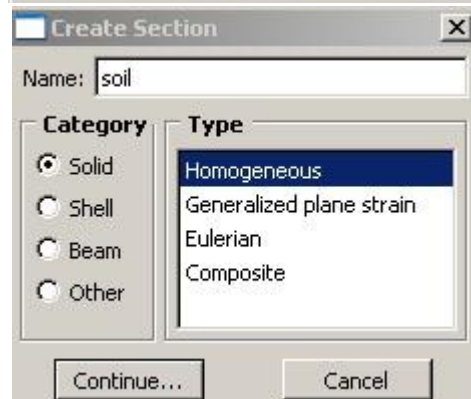 Create Section
Name: soil
Category
Solid
Shell
Beam
Other
Type
Homogeneous
Generalized plane strain
Eulerian
Composite
Continue...
Cancel